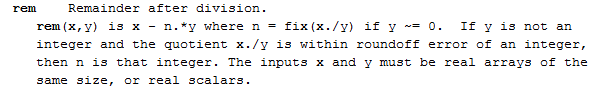 rem    Remainder after division.
rem(x,y) is x - n.*y where n = fix(x./y) if y ~= 0.  If y is not an
integer and the quotient x./y is within roundoff error of an integer,
then n is that integer. The inputs x and y must be real arrays of the
same size, or real scalars.